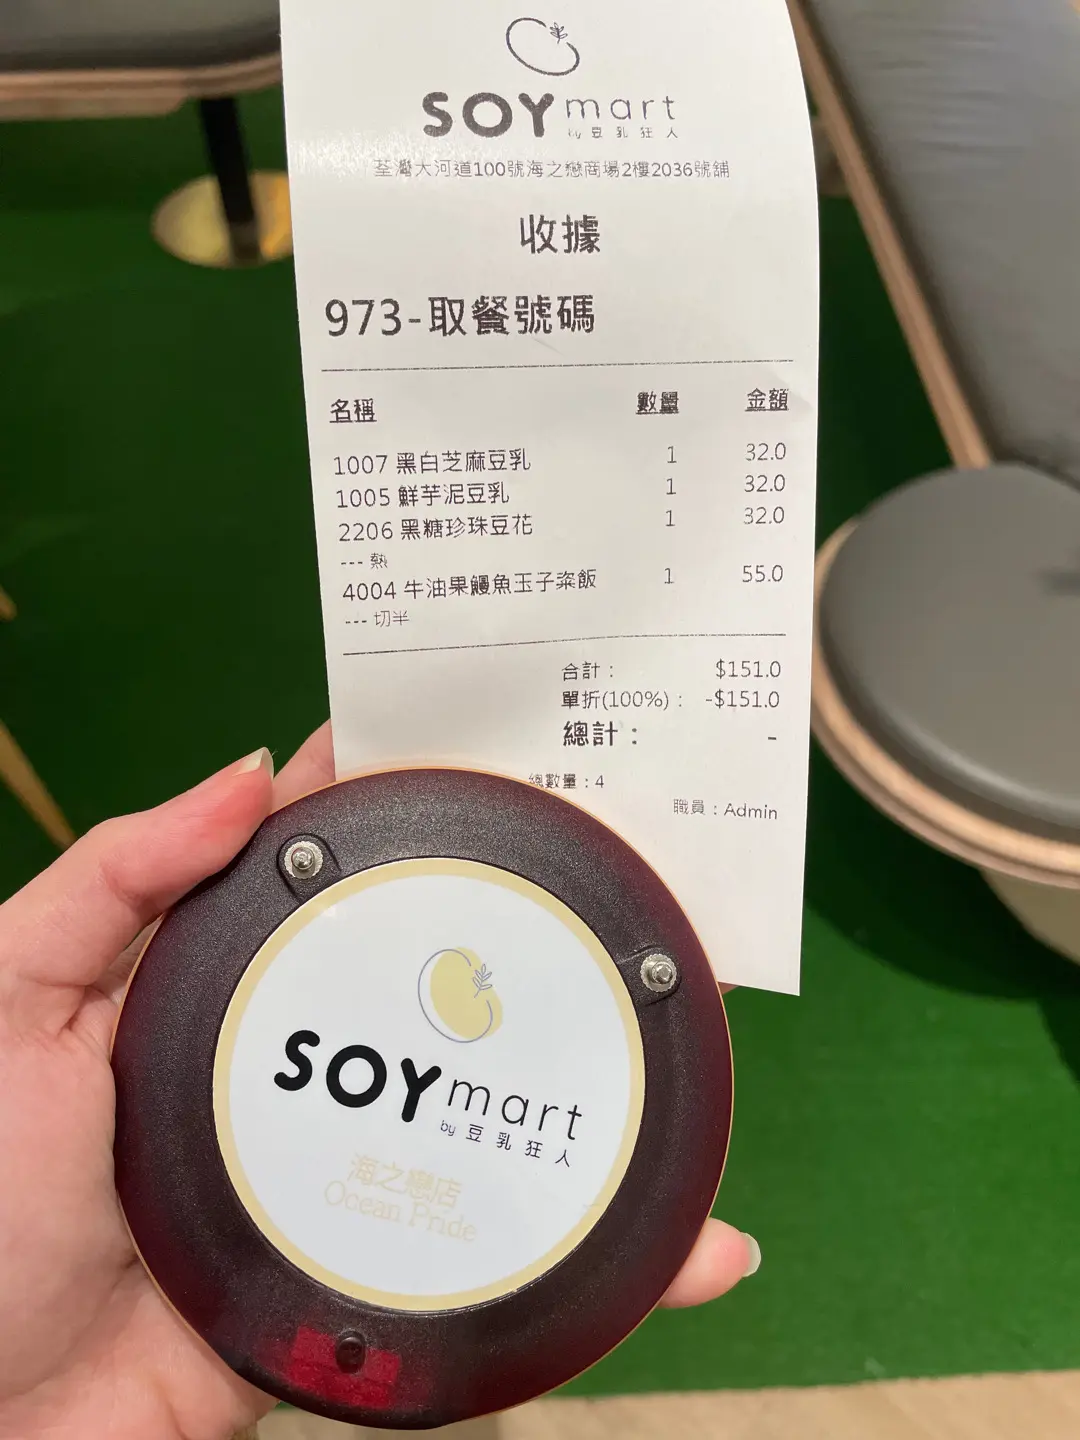 SOY mart
by 豆乳狂人
荃灣大河道100號海之戀商場2樓2036號舖
收據
973-取餐號碼
名稱 數量 金額
1007 黑白芝麻豆乳 1 32.0
1005 鮮芋泥豆乳 1 32.0
2206 黑糖珍珠豆花 1 32.0
--- 熱
4004 牛油果鰻魚玉子粢飯 1 55.0
--- 切半
合計： $151.0
單折(100%)： -$151.0
總計： -
總數量：4
職員：Admin
SOY mart
by 豆乳狂人
海之戀店
Ocean Pride